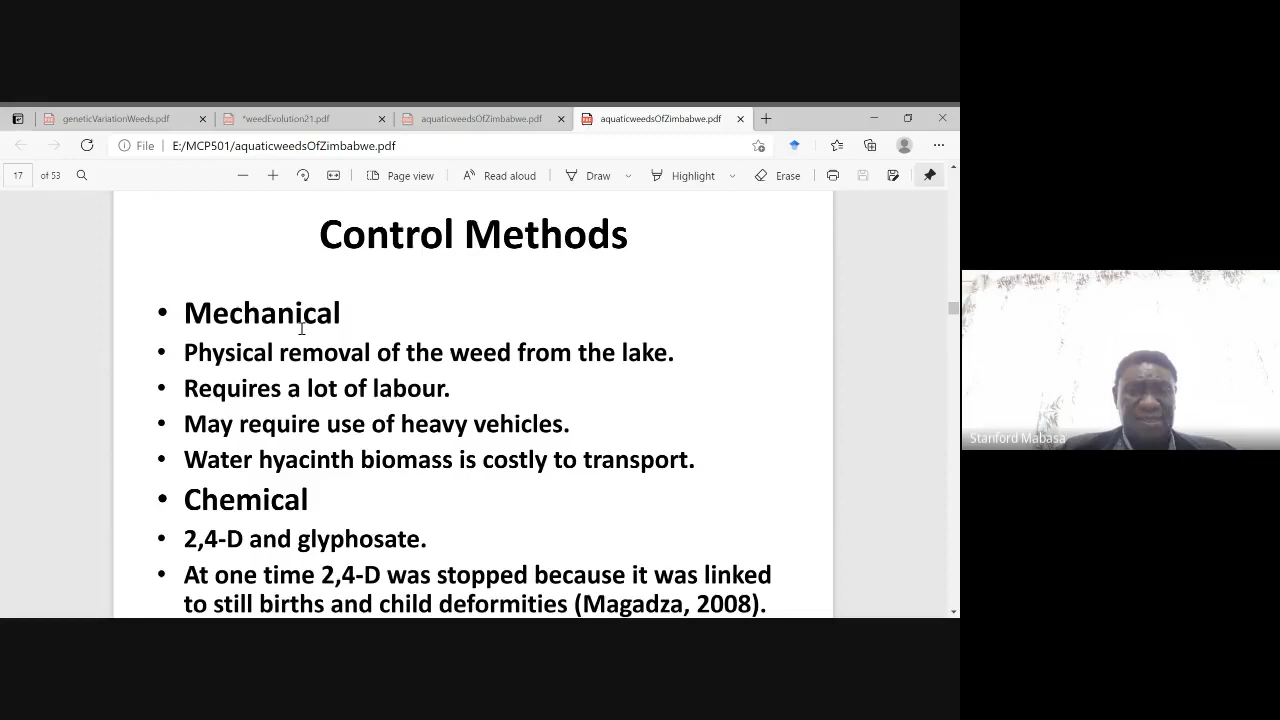 geneticVariationWeeds.pdf
*weedEvolution21.pdf
aquaticweedsOfZimbabwe.pdf
aquaticweedsOfZimbabwe.pdf
File E:/MCP501/aquaticweedsOfZimbabwe.pdf
17 of 53
Page view
Read aloud
Draw
Highlight
Erase
Control Methods
• Mechanical
• Physical removal of the weed from the lake.
• Requires a lot of labour.
• May require use of heavy vehicles.
• Water hyacinth biomass is costly to transport.
• Chemical
• 2,4-D and glyphosate.
• At one time 2,4-D was stopped because it was linked
to still births and child deformities (Magadza, 2008).
Stanford Mabasa